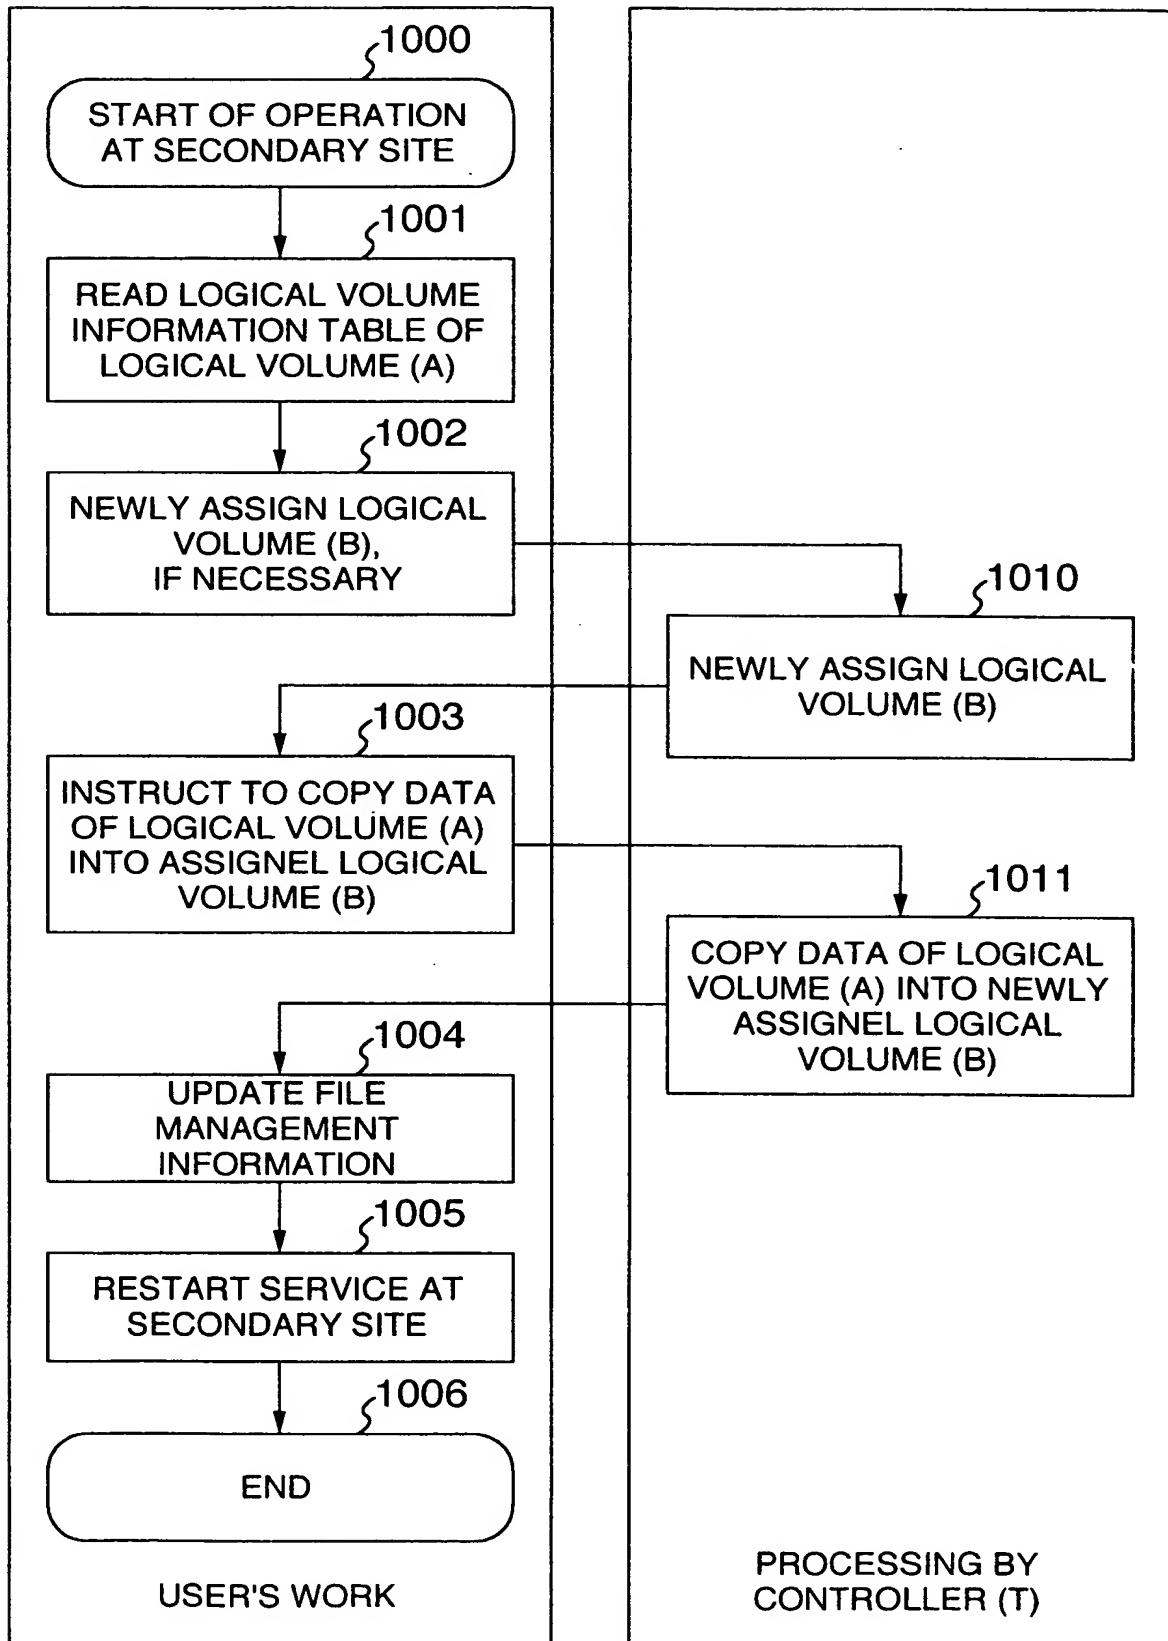 1000
START OF OPERATION
AT SECONDARY SITE
1001
READ LOGICAL VOLUME
INFORMATION TABLE OF
LOGICAL VOLUME (A)
1002
NEWLY ASSIGN LOGICAL
VOLUME (B),
IF NECESSARY
1010
NEWLY ASSIGN LOGICAL
VOLUME (B)
1003
INSTRUCT TO COPY DATA
OF LOGICAL VOLUME (A)
INTO ASSIGNEL LOGICAL
VOLUME (B)
1011
COPY DATA OF LOGICAL
VOLUME (A) INTO NEWLY
ASSIGNEL LOGICAL
VOLUME (B)
1004
UPDATE FILE
MANAGEMENT
INFORMATION
1005
RESTART SERVICE AT
SECONDARY SITE
1006
END
USER'S WORK
PROCESSING BY
CONTROLLER (T)